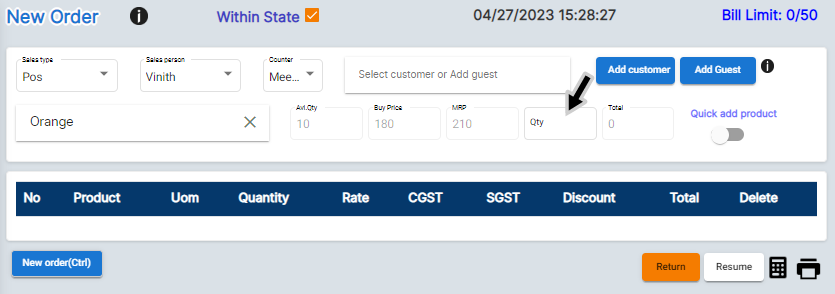 New Order i Within State 04/27/2023 15:28:27 Bill Limit: 0/50
Sales type Sales person Counter
Pos Vinith Mee... Select customer or Add guest Add customer Add Guest i
Avl.Qty Buy Price MRP Total
Orange 10 180 210 Qty 0 Quick add product
No Product Uom Quantity Rate CGST SGST Discount Total Delete
New order(Ctrl) Return Resume